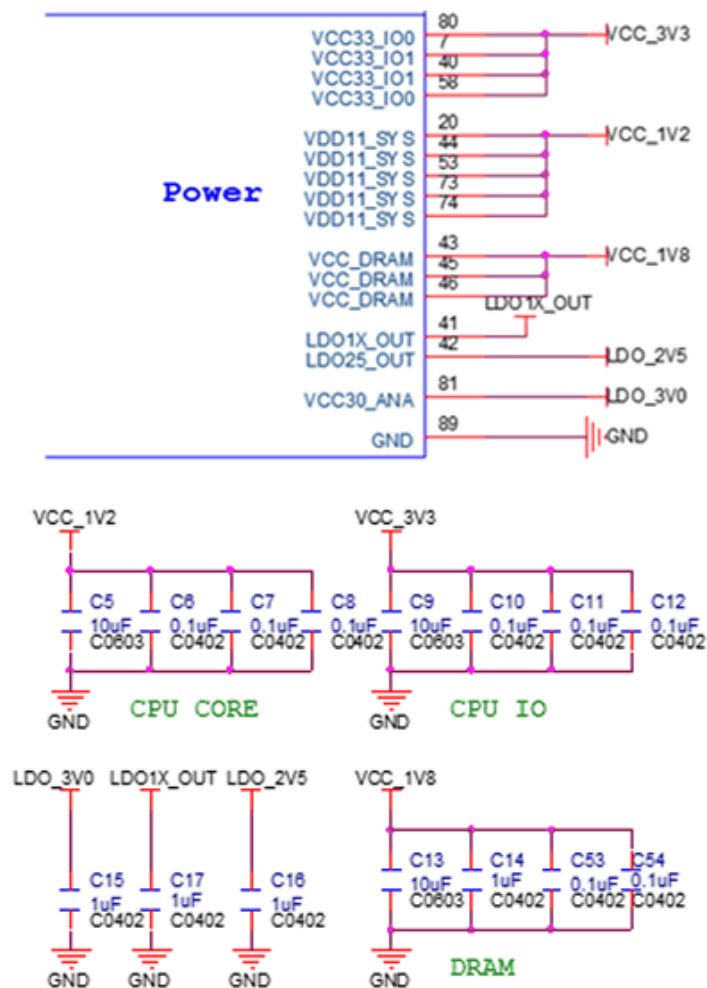 80
VCC33_IO0
VCC_3V3
7
VCC33_IO1
40
VCC33_IO1
58
VCC33_IO0
20
VDD11_SYS
VCC_1V2
44
VDD11_SYS
53
VDD11_SYS
73
VDD11_SYS
74
VDD11_SYS
Power
43
VCC_DRAM
VCC_1V8
45
VCC_DRAM
46
VCC_DRAM
LDO1X_OUT
41
LDO1X_OUT
42
LDO25_OUT
LDO_2V5
81
VCC30_ANA
LDO_3V0
89
GND
GND
VCC_1V2
C5
10uF
C0603
C6
0.1uF
C0402
C7
0.1uF
C0402
C8
0.1uF
C0402
GND
CPU CORE
VCC_3V3
C9
10uF
C0603
C10
0.1uF
C0402
C11
0.1uF
C0402
C12
0.1uF
C0402
GND
CPU IO
LDO_3V0
C15
1uF
C0402
GND
LDO1X_OUT
C17
1uF
C0402
GND
LDO_2V5
C16
1uF
C0402
GND
VCC_1V8
C13
10uF
C0603
C14
1uF
C0402
C53
0.1uF
C0402
C54
0.1uF
C0402
GND
DRAM